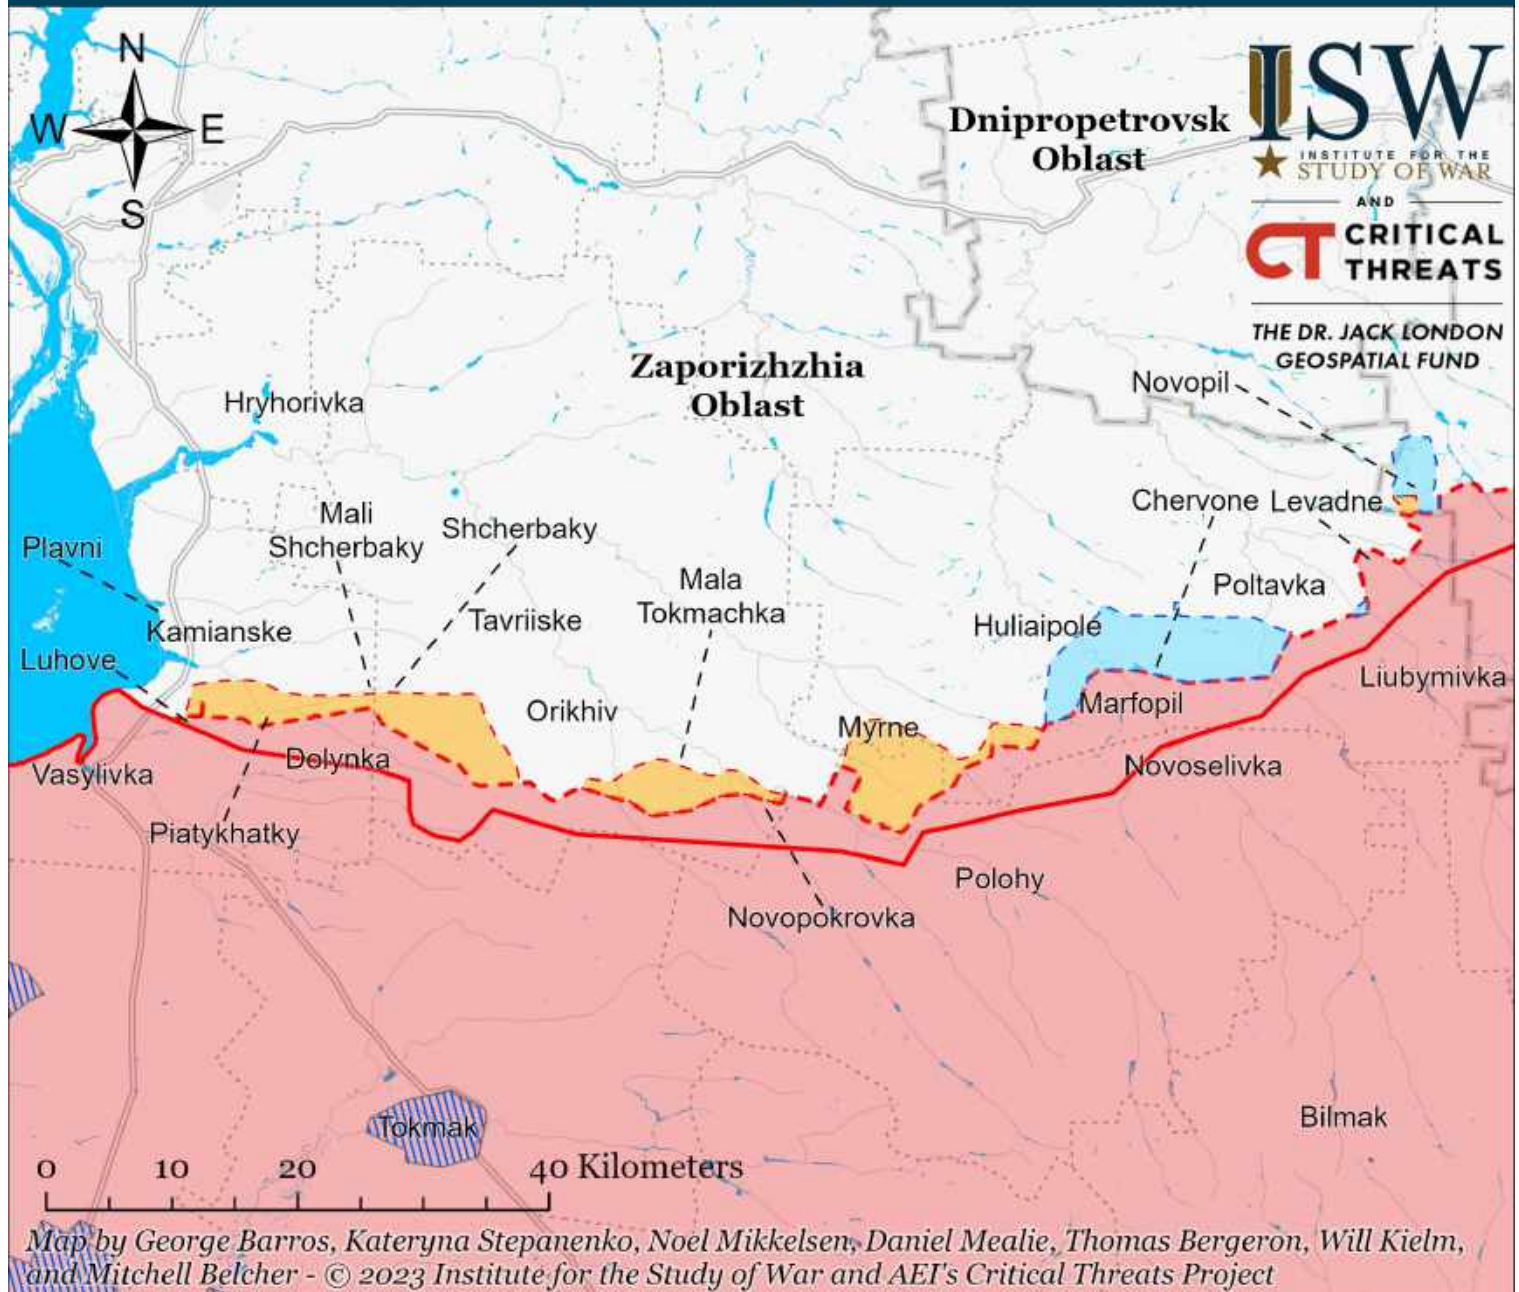 N
W
E
S
Dnipropetrovsk
Oblast
ISW
INSTITUTE FOR THE
STUDY OF WAR
AND
CT CRITICAL
THREATS
THE DR. JACK LONDON
GEOSPATIAL FUND
Zaporizhzhia
Oblast
Novopil
Hryhorivka
Chervone
Levadne
Mali
Shcherbaky
Shcherbaky
Plavni
Mala
Tokmachka
Poltavka
Kamianske
Tavriiske
Huliaipole
Luhove
Liubymivka
Orikhiv
Marfopil
Myrne
Dolynka
Vasylivka
Novoselivka
Piatykhatky
Polohy
Novopokrovka
Tokmak
Bilmak
0 10 20 40 Kilometers
Map by George Barros, Kateryna Stepanenko, Noel Mikkelsen, Daniel Mealie, Thomas Bergeron, Will Kielm,
and Mitchell Belcher - © 2023 Institute for the Study of War and AEI's Critical Threats Project